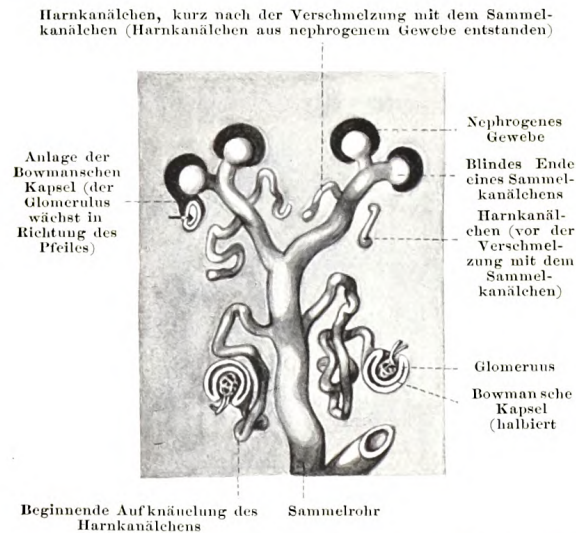 Harnkanälchen, kurz nach der Verschmelzung mit dem Sammel-
kanälchen (Harnkanälchen aus nephrogenem Gewebe entstanden)
Anlage der
Bowmanschen
Kapsel (der
Glomerulus
wächst in
Richtung des
Pfeiles)
Nephrogenes
Gewebe
Blindes Ende
eines Sammel-
kanälchens
Harnkanäl-
chen (vor der
Verschmel-
zung mit dem
Sammel-
kanälchen)
Glomeruus
Bowman sche
Kapsel
(halbiert
Beginnende Aufknäuelung des
Harnkanälchens
Sammelrohr